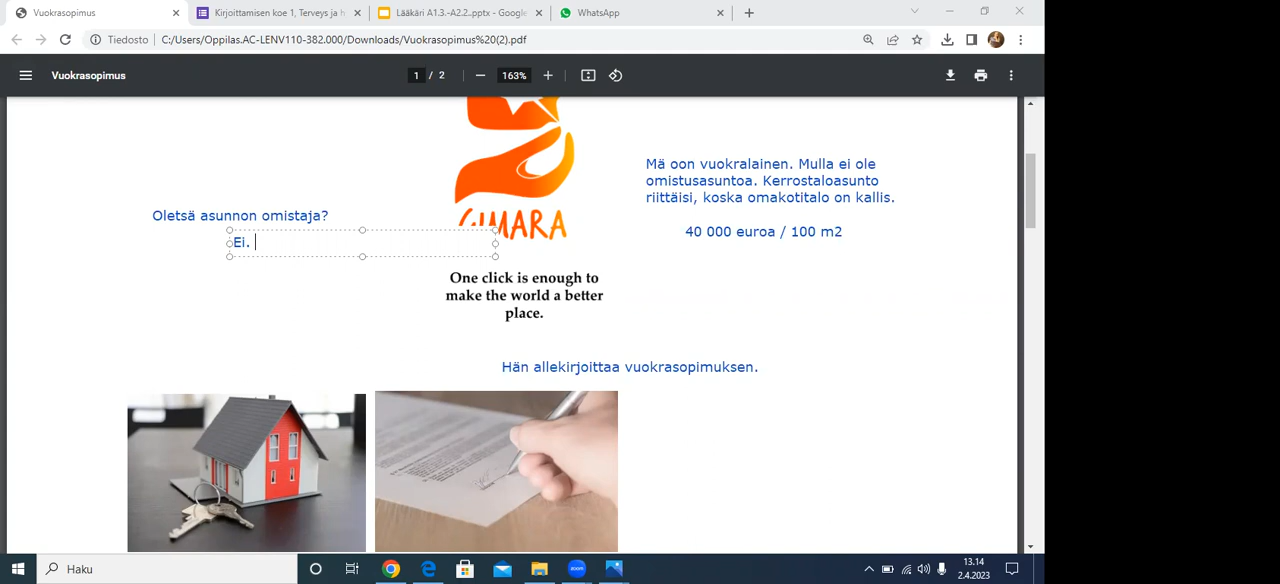 Vuokrasopimus
Kirjoittamisen koe 1, Terveys ja h
Lääkäri A1.3.-A2.2..pptx - Google
WhatsApp
Tiedosto
C:/Users/Oppilas.AC-LENV110-382.000/Downloads/Vuokrasopimus%20(2).pdf
Vuokrasopimus
1 / 2
163%
Mä oon vuokralainen. Mulla ei ole
omistusasuntoa. Kerrostaloasunto
riittäisi, koska omakotitalo on kallis.
Oletsä asunnon omistaja?
Ei.
GIMARA
40 000 euroa / 100 m2
One click is enough to
make the world a better
place.
Hän allekirjoittaa vuokrasopimuksen.
Haku
zoom
13.14
2.4.2023